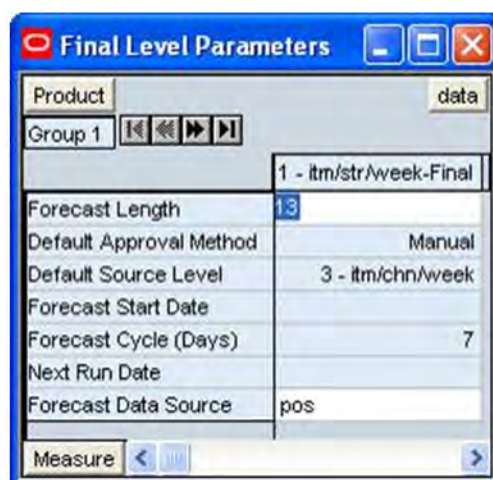 Final Level Parameters
Product data
Group 1
1 - itm/str/week-Final
Forecast Length 13
Default Approval Method Manual
Default Source Level 3 - itm/chn/week
Forecast Start Date
Forecast Cycle (Days) 7
Next Run Date
Forecast Data Source pos
Measure